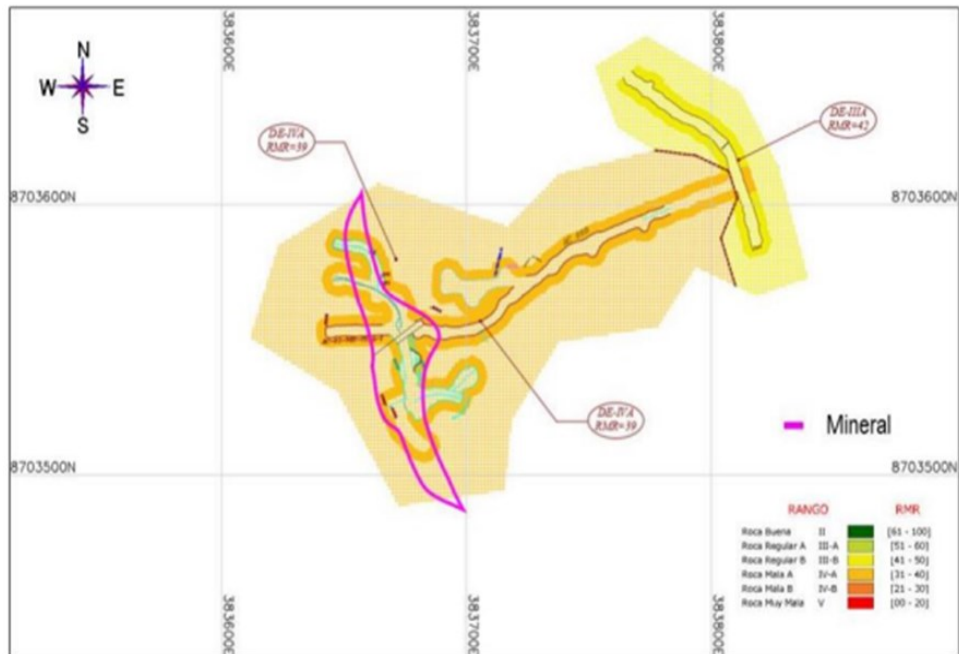 383600E
383700E
383800E
N
W E
S
DE-IVA
RMR=39
DE-IIIA
RMR=42
8703600N
8703600N
DE-IVA
RMR=39
Mineral
8703500N
8703500N
RANGO RMR
Roca Buena II [61 - 100]
Roca Regular A III-A [51 - 60]
Roca Regular B III-B [41 - 50]
Roca Mala A IV-A [31 - 40]
Roca Mala B IV-B [21 - 30]
Roca Muy Mala V [00 - 20]
383600E
383700E
383800E